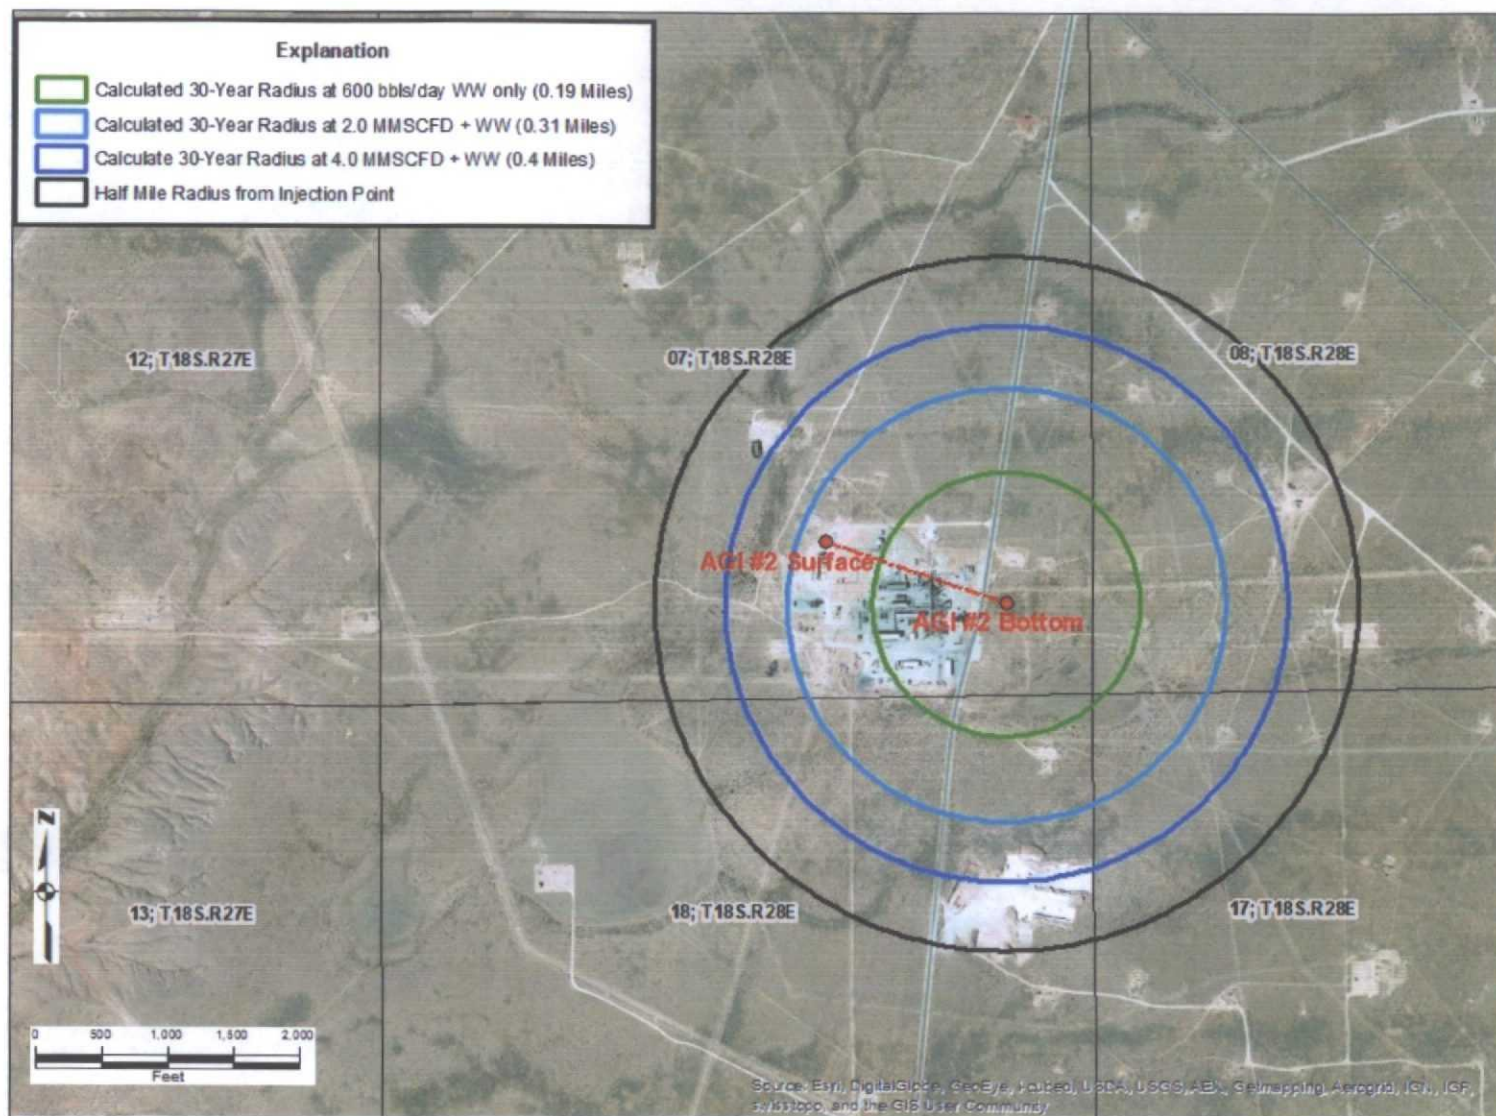 Explanation
Calculated 30-Year Radius at 600 bbls/day WW only (0.19 Miles)
Calculated 30-Year Radius at 2.0 MMSCFD + WW (0.31 Miles)
Calculate 30-Year Radius at 4.0 MMSCFD + WW (0.4 Miles)
Half Mile Radius from Injection Point
12; T18S.R27E
07; T18S.R28E
08; T18S.R28E
AGI #2 Surface
AGI #2 Bottom
13; T18S.R27E
18; T18S.R28E
17; T18S.R28E
N
0 500 1,000 1,500 2,000
Feet
Source: Esri, DigitalGlobe, GeoEye, i-cubed, USDA, USGS, AEX, Getmapping, Aerogrid, IGN, IGP,
swisstopo, and the GIS User Community